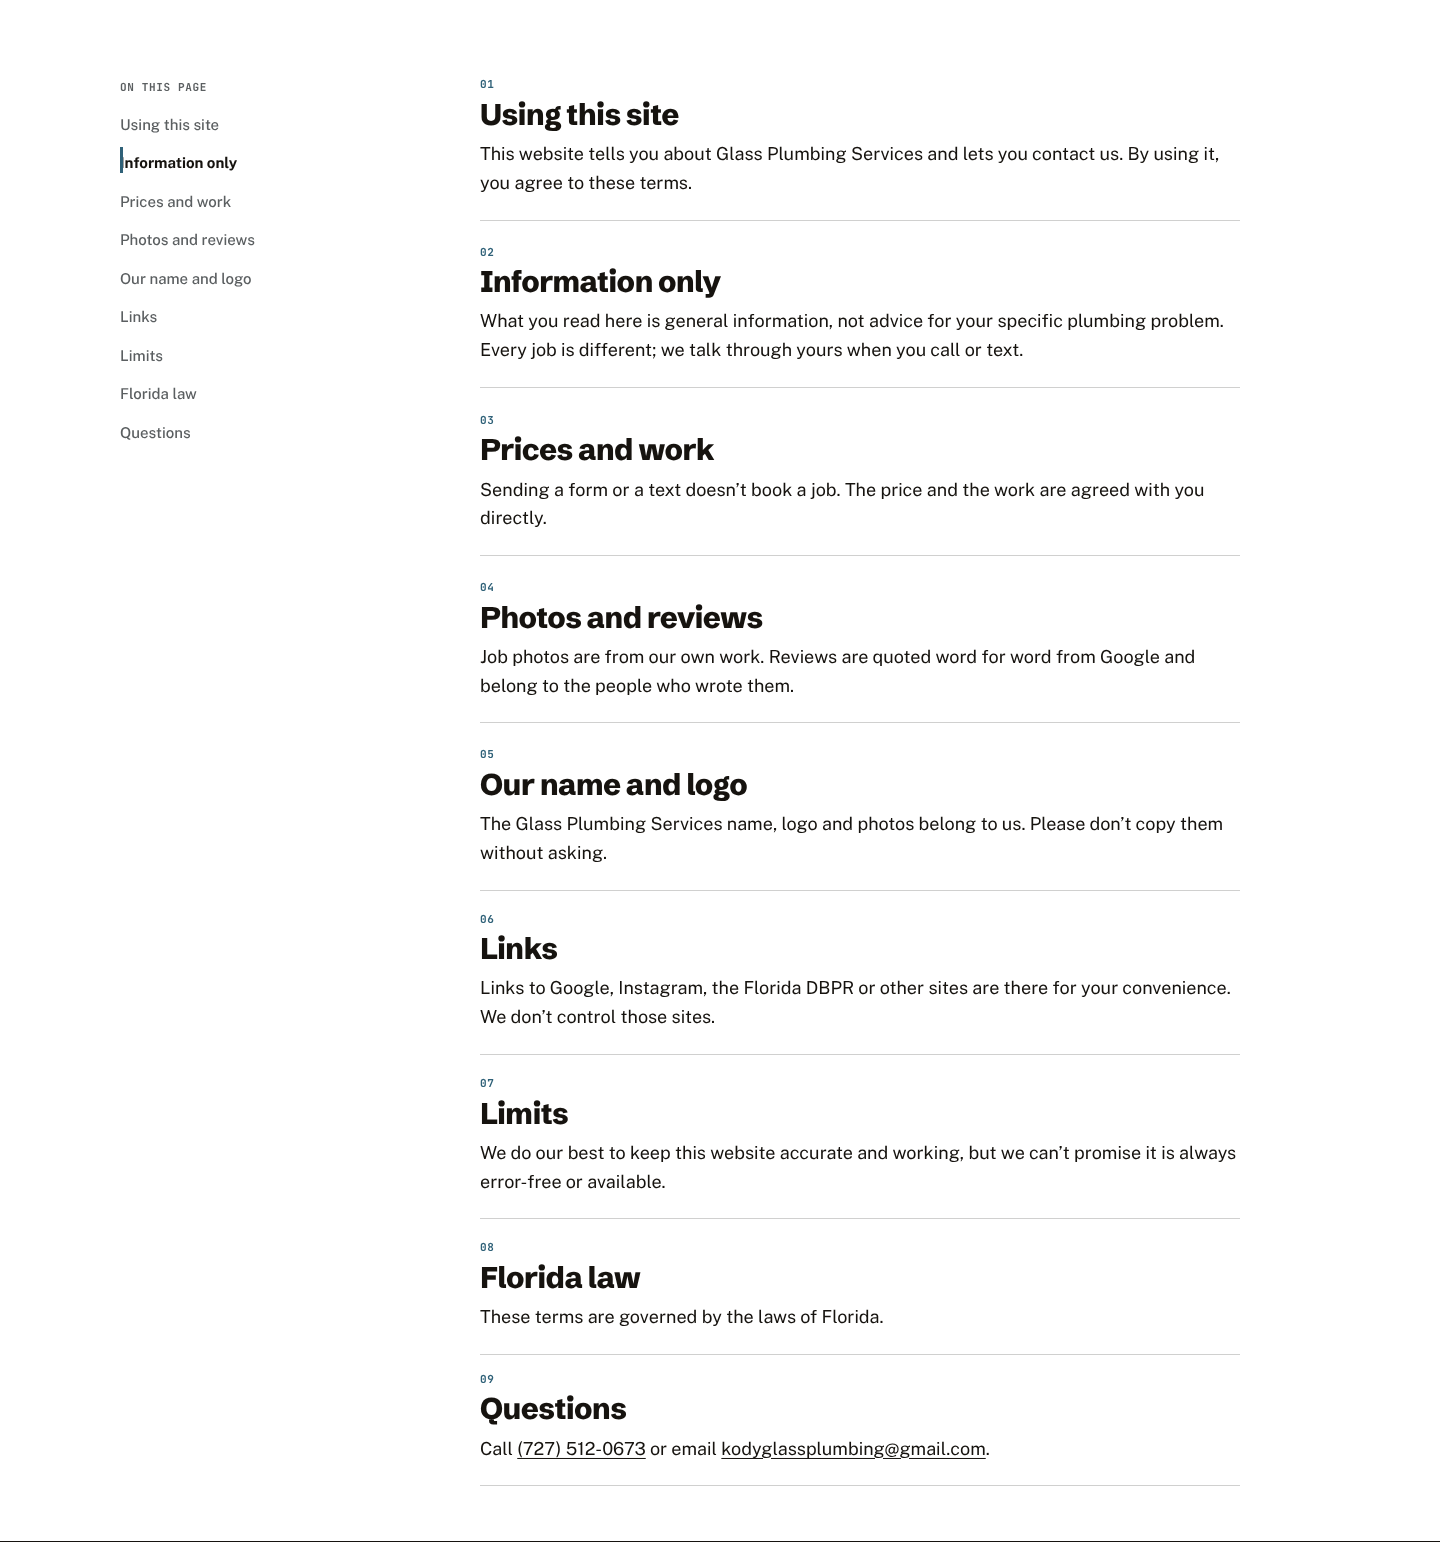 ON THIS PAGE
Using this site
Information only
Prices and work
Photos and reviews
Our name and logo
Links
Limits
Florida law
Questions
01
Using this site
This website tells you about Glass Plumbing Services and lets you contact us. By using it,
you agree to these terms.
02
Information only
What you read here is general information, not advice for your specific plumbing problem.
Every job is different; we talk through yours when you call or text.
03
Prices and work
Sending a form or a text doesn’t book a job. The price and the work are agreed with you
directly.
04
Photos and reviews
Job photos are from our own work. Reviews are quoted word for word from Google and
belong to the people who wrote them.
05
Our name and logo
The Glass Plumbing Services name, logo and photos belong to us. Please don’t copy them
without asking.
06
Links
Links to Google, Instagram, the Florida DBPR or other sites are there for your convenience.
We don’t control those sites.
07
Limits
We do our best to keep this website accurate and working, but we can’t promise it is always
error-free or available.
08
Florida law
These terms are governed by the laws of Florida.
09
Questions
Call (727) 512-0673 or email kodyglassplumbing@gmail.com.